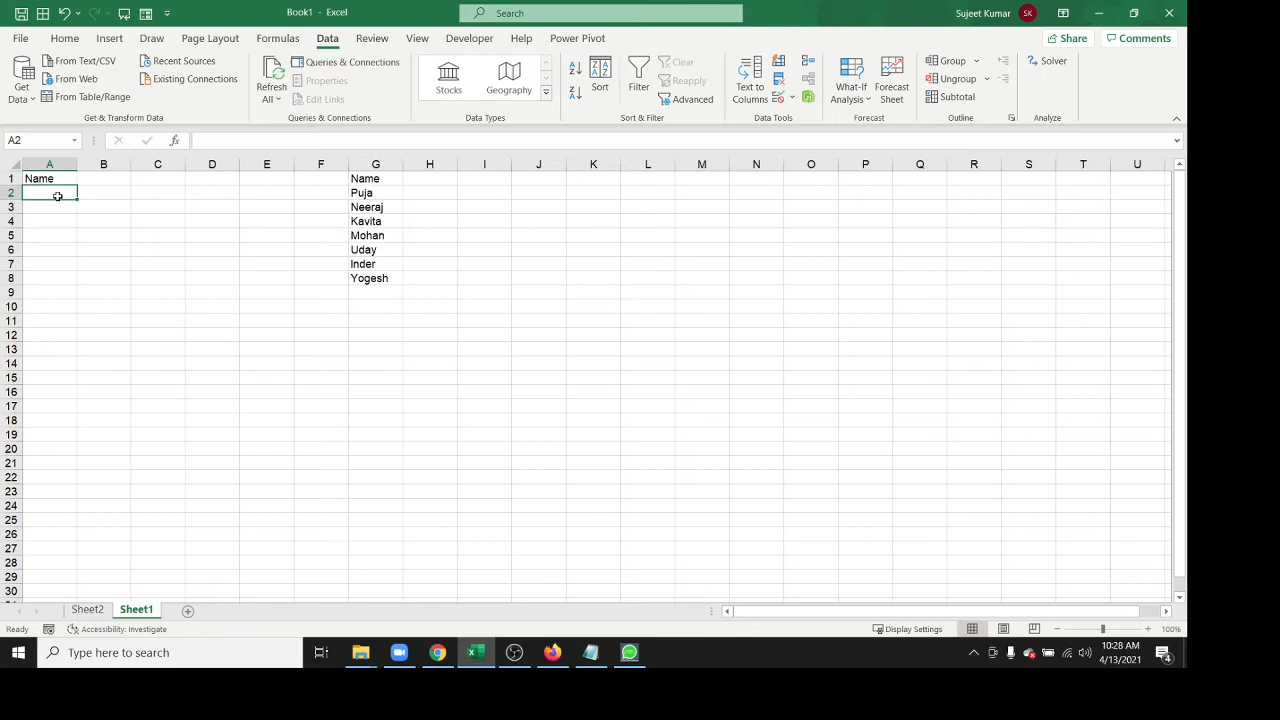 Book1 - Excel
Search
Sujeet Kumar
SK
File Home Insert Draw Page Layout Formulas Data Review View Developer Help Power Pivot
Share
Comments
Get Data
From Text/CSV
From Web
From Table/Range
Recent Sources
Existing Connections
Get & Transform Data
Refresh All
Queries & Connections
Properties
Edit Links
Queries & Connections
Stocks
Geography
Data Types
Sort
Filter
Clear
Reapply
Advanced
Sort & Filter
Text to Columns
Data Tools
What-If Analysis
Forecast Sheet
Forecast
Group
Ungroup
Subtotal
Outline
Solver
Analyze
A2
fx
A B C D E F G H I J K L M N O P Q R S T U
1 Name Name
2 Puja
3 Neeraj
4 Kavita
5 Mohan
6 Uday
7 Inder
8 Yogesh
9
10
11
12
13
14
15
16
17
18
19
20
21
22
23
24
25
26
27
28
29
30
Sheet2 Sheet1
Ready
Accessibility: Investigate
Display Settings
100%
Type here to search
10:28 AM
4/13/2021
4